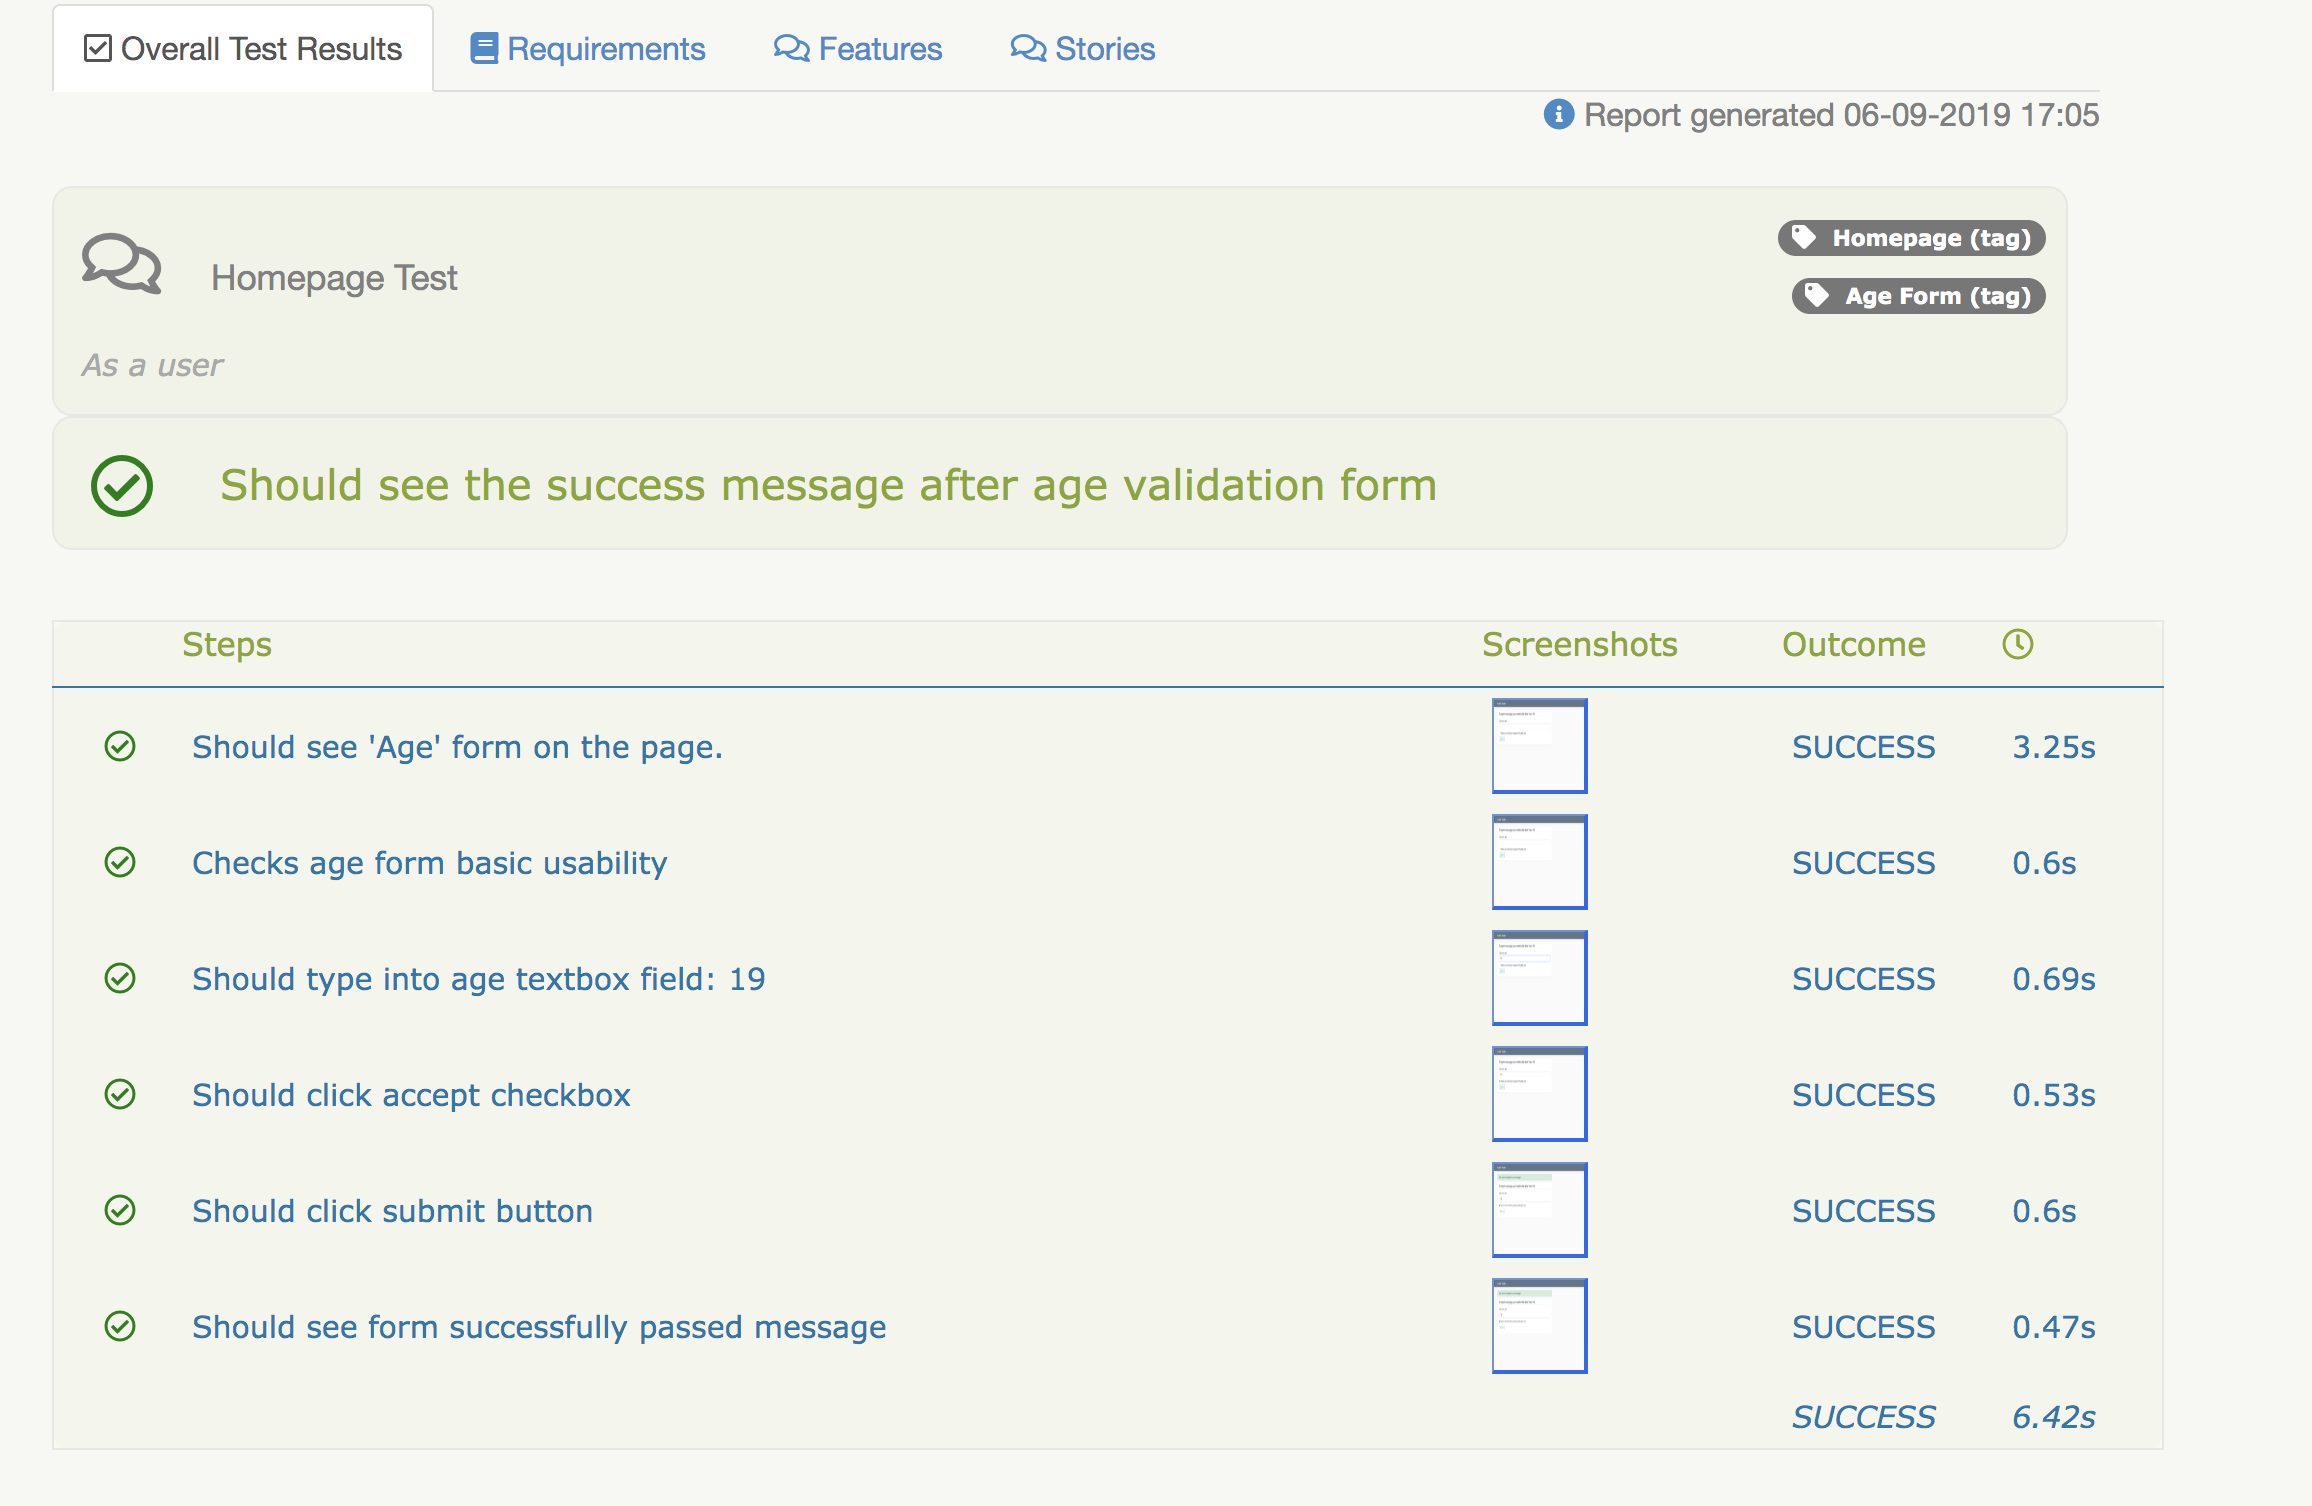 Overall Test Results Requirements Features Stories
Report generated 06-09-2019 17:05
Homepage (tag)
Homepage Test
Age Form (tag)
As a user
Should see the success message after age validation form
Steps Screenshots Outcome
Should see 'Age' form on the page. SUCCESS 3.25s
Checks age form basic usability SUCCESS 0.6s
Should type into age textbox field: 19 SUCCESS 0.69s
Should click accept checkbox SUCCESS 0.53s
Should click submit button SUCCESS 0.6s
Should see form successfully passed message SUCCESS 0.47s
SUCCESS 6.42s